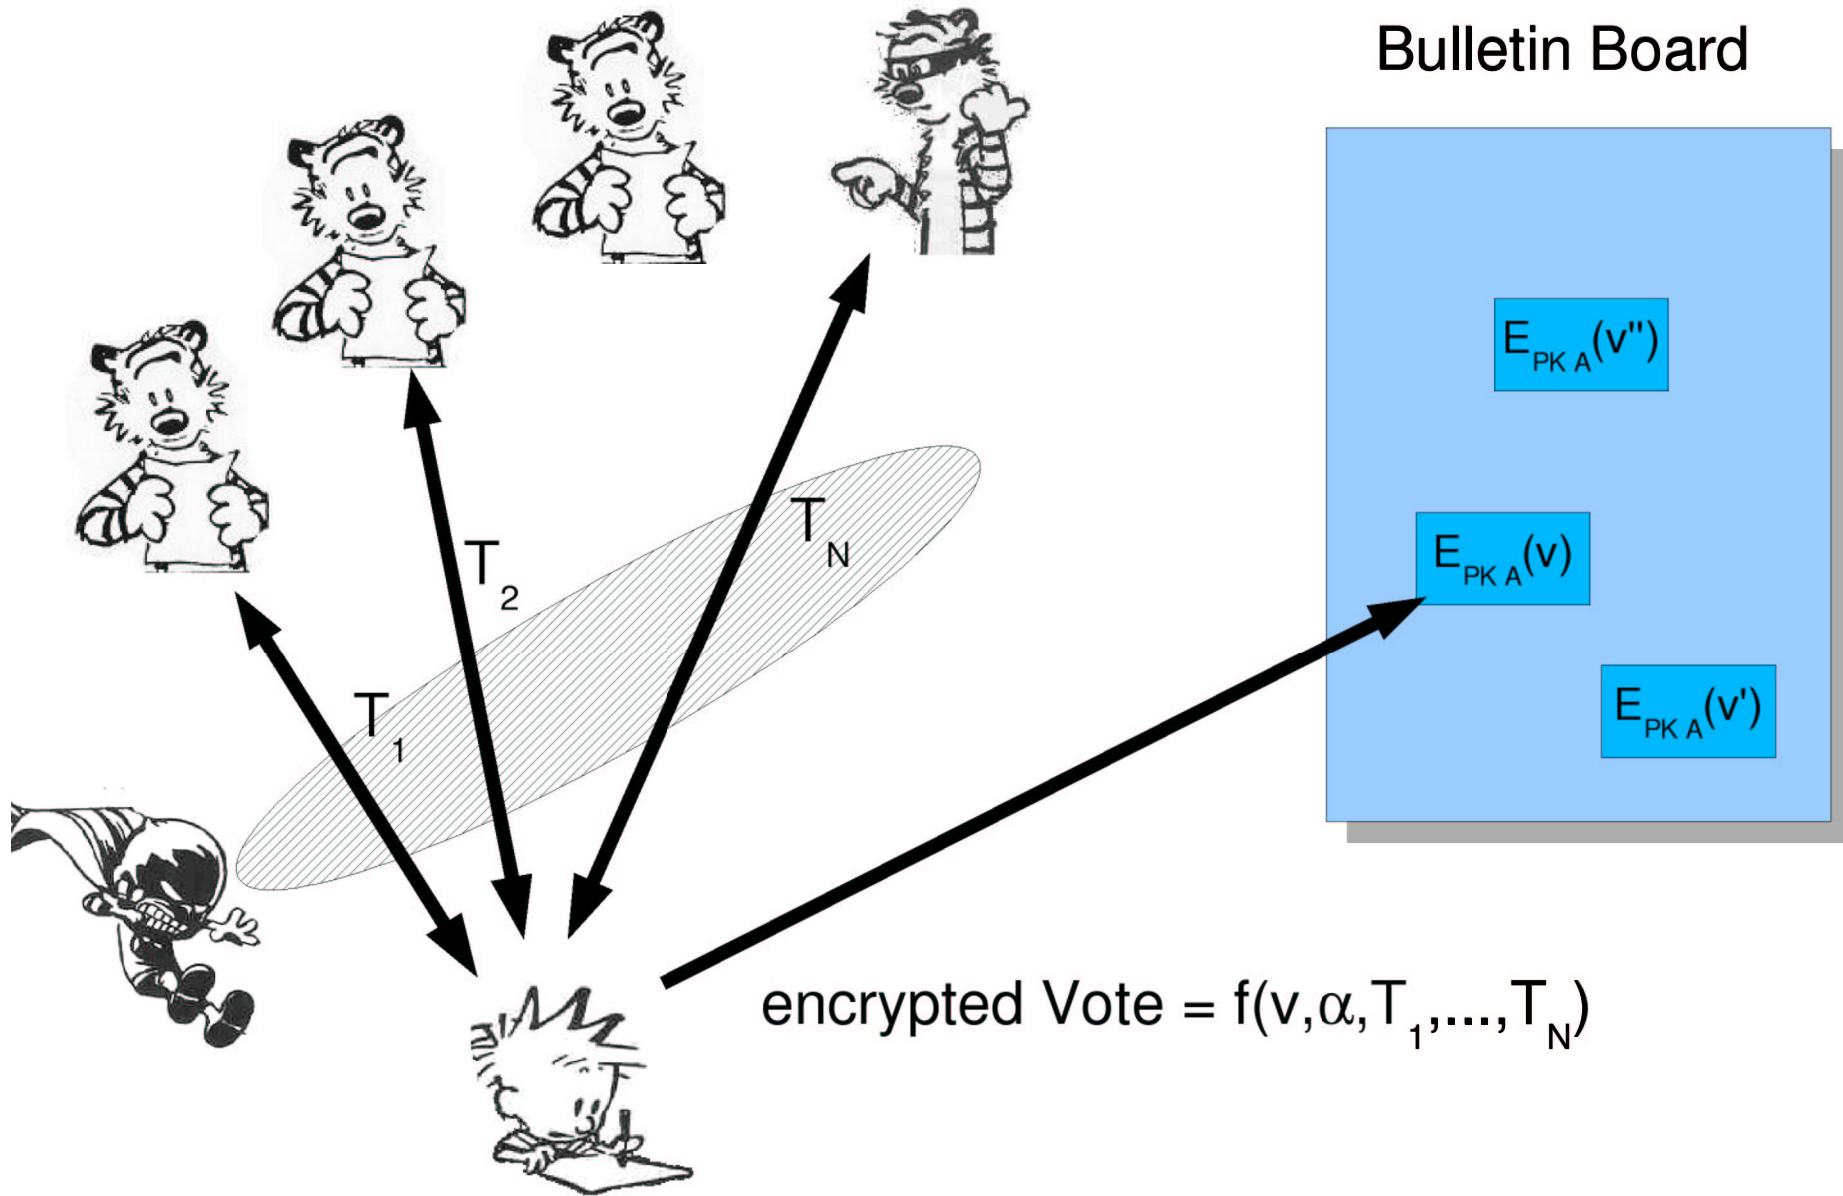 Bulletin Board
E_PK A(v'')
T_N
E_PK A(v)
T_2
T_1
E_PK A(v')
encrypted Vote = f(v,α,T_1,...,T_N)